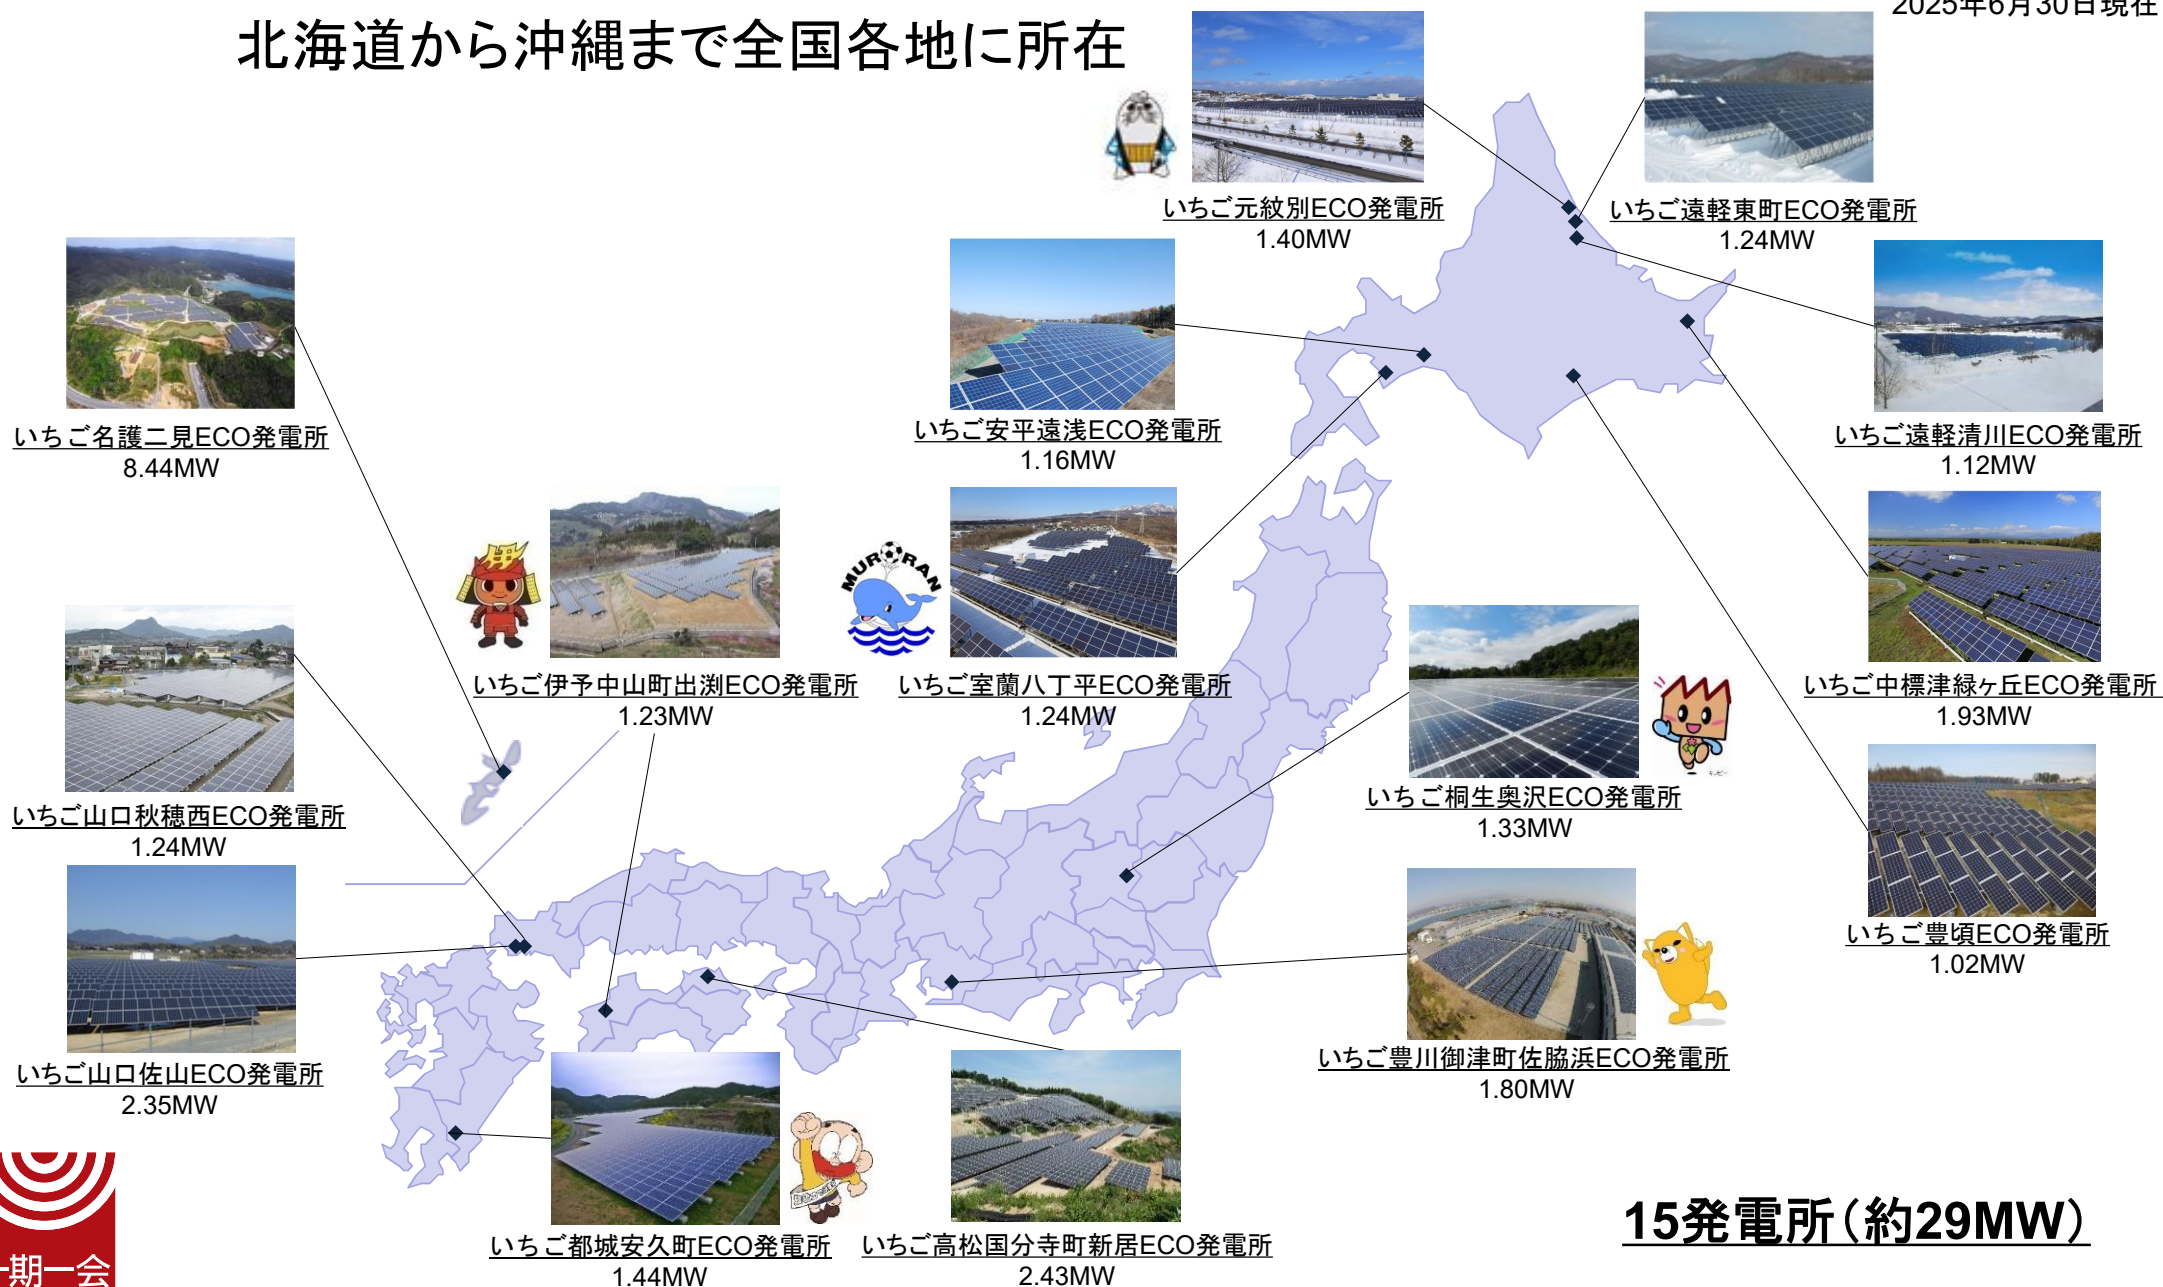 2025年6月30日現在
北海道から沖縄まで全国各地に所在
いちご元紋別ECO発電所
1.40MW
いちご遠軽東町ECO発電所
1.24MW
いちご名護二見ECO発電所
8.44MW
いちご安平遠浅ECO発電所
1.16MW
いちご遠軽清川ECO発電所
1.12MW
MURORAN
いちご伊予中山町出渕ECO発電所
1.23MW
いちご室蘭八丁平ECO発電所
1.24MW
いちご中標津緑ヶ丘ECO発電所
1.93MW
いちご山口秋穂西ECO発電所
1.24MW
いちご桐生奥沢ECO発電所
1.33MW
いちご豊頃ECO発電所
1.02MW
いちご山口佐山ECO発電所
2.35MW
いちご豊川御津町佐脇浜ECO発電所
1.80MW
いちご都城安久町ECO発電所
1.44MW
いちご高松国分寺町新居ECO発電所
2.43MW
15発電所(約29MW)
一期一会